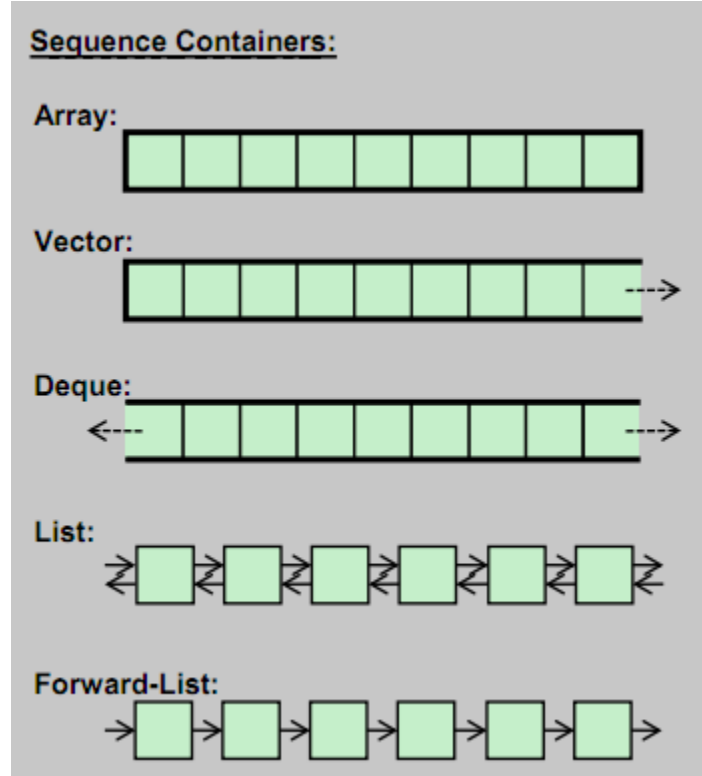 Sequence Containers:
Array:
Vector:
Deque:
List:
Forward-List: